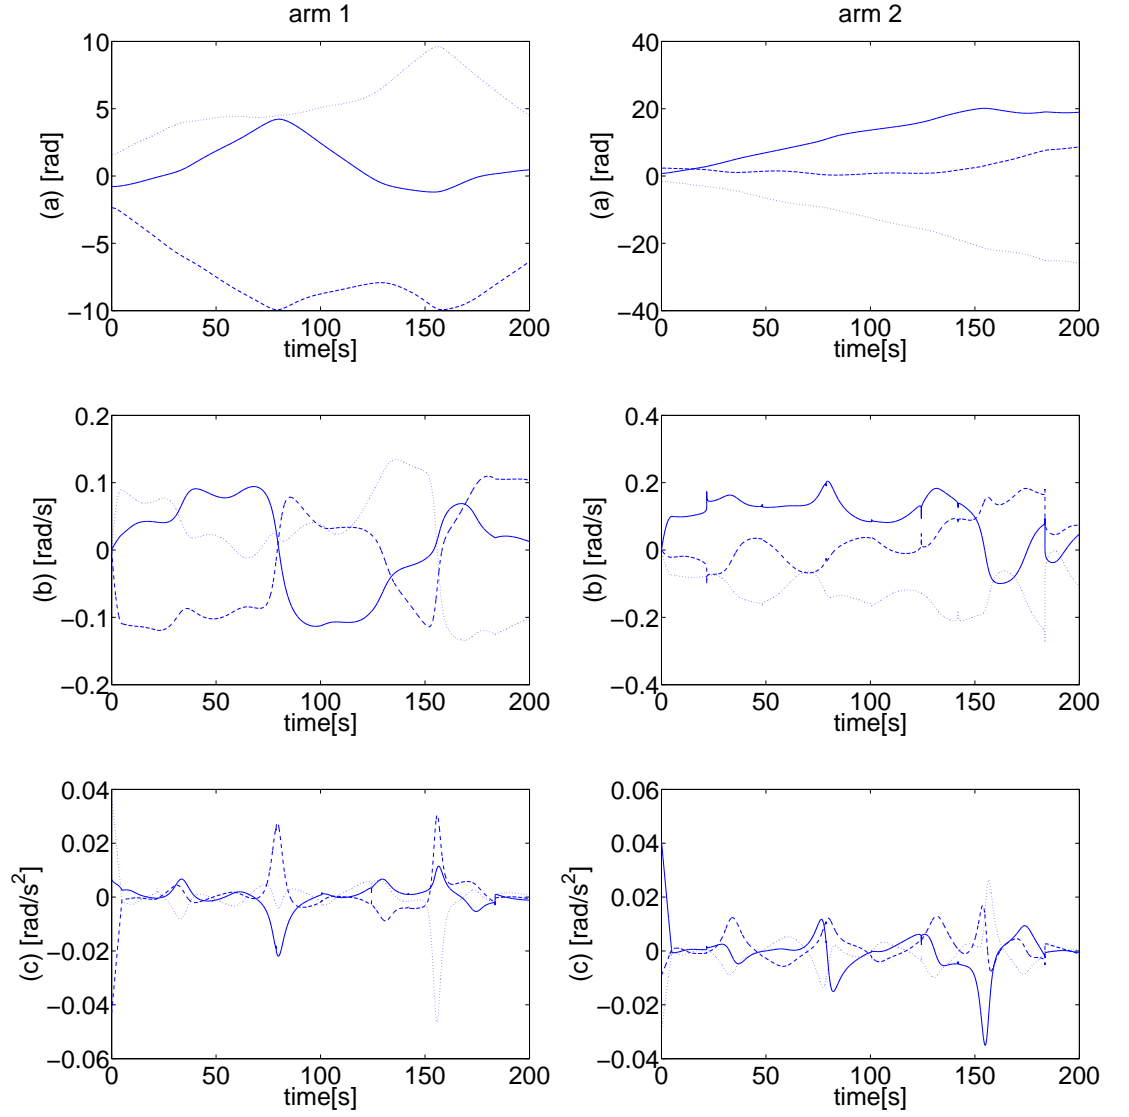 arm 1
arm 2
(a) [rad]
10
5
0
−5
−10
0 50 100 150 200
time[s]
(a) [rad]
40
20
0
−20
−40
0 50 100 150 200
time[s]
(b) [rad/s]
0.2
0.1
0
−0.1
−0.2
0 50 100 150 200
time[s]
(b) [rad/s]
0.4
0.2
0
−0.2
−0.4
0 50 100 150 200
time[s]
(c) [rad/s²]
0.04
0.02
0
−0.02
−0.04
−0.06
0 50 100 150 200
time[s]
(c) [rad/s²]
0.06
0.04
0.02
0
−0.02
−0.04
0 50 100 150 200
time[s]